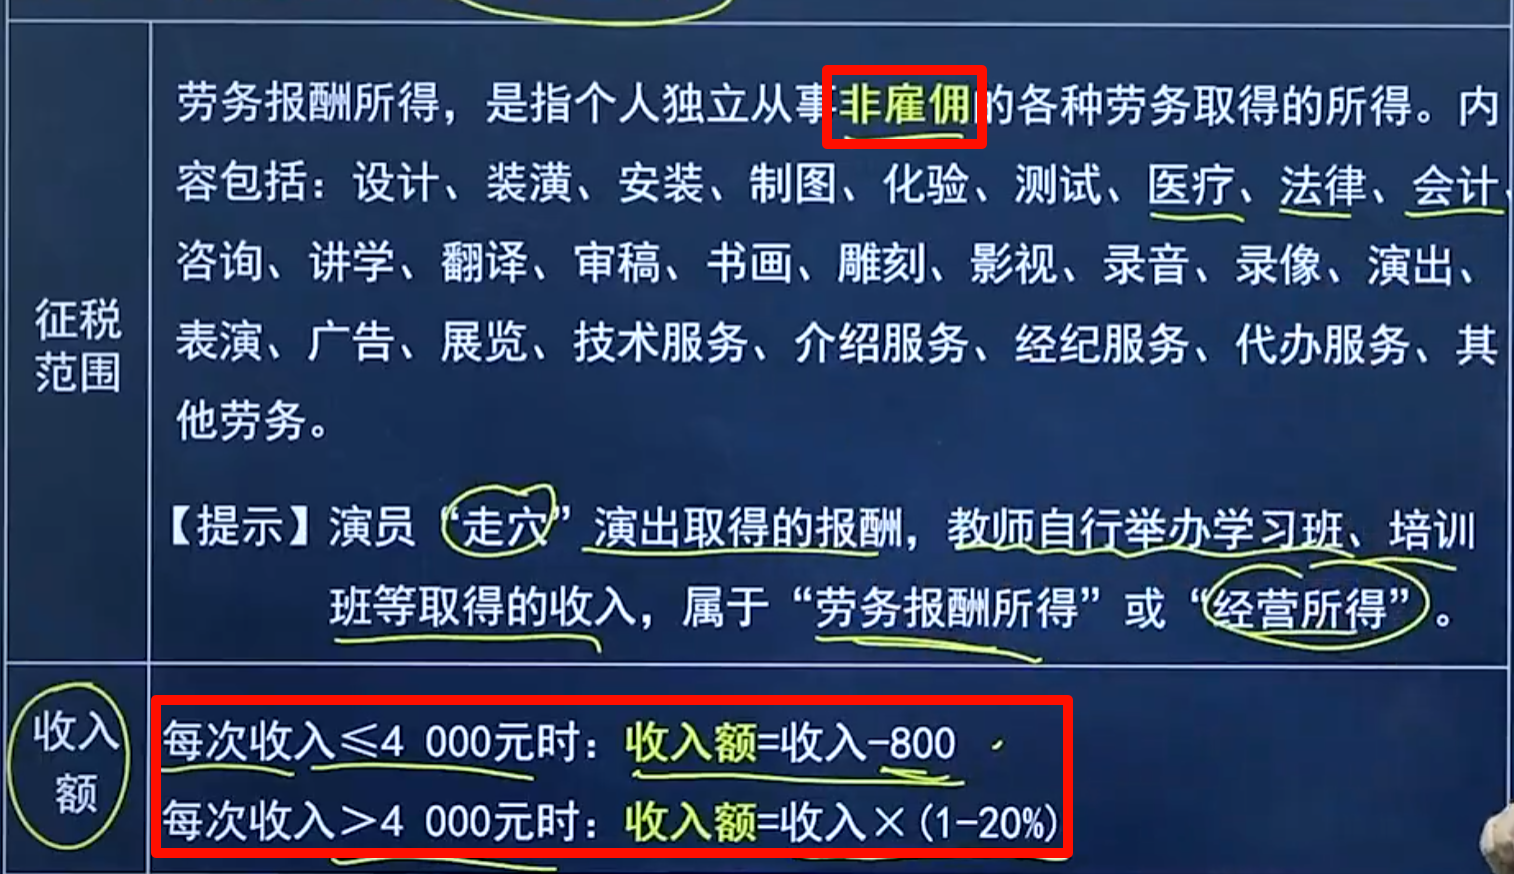 劳务报酬所得，是指个人独立从事非雇佣的各种劳务取得的所得。内
容包括：设计、装潢、安装、制图、化验、测试、医疗、法律、会计、
咨询、讲学、翻译、审稿、书画、雕刻、影视、录音、录像、演出、
表演、广告、展览、技术服务、介绍服务、经纪服务、代办服务、其
他劳务。
征税
范围
【提示】演员“走穴”演出取得的报酬，教师自行举办学习班、培训
班等取得的收入，属于“劳务报酬所得”或“经营所得”。
收入
额
每次收入≤4 000元时：收入额=收入-800
每次收入＞4 000元时：收入额=收入×(1-20%)